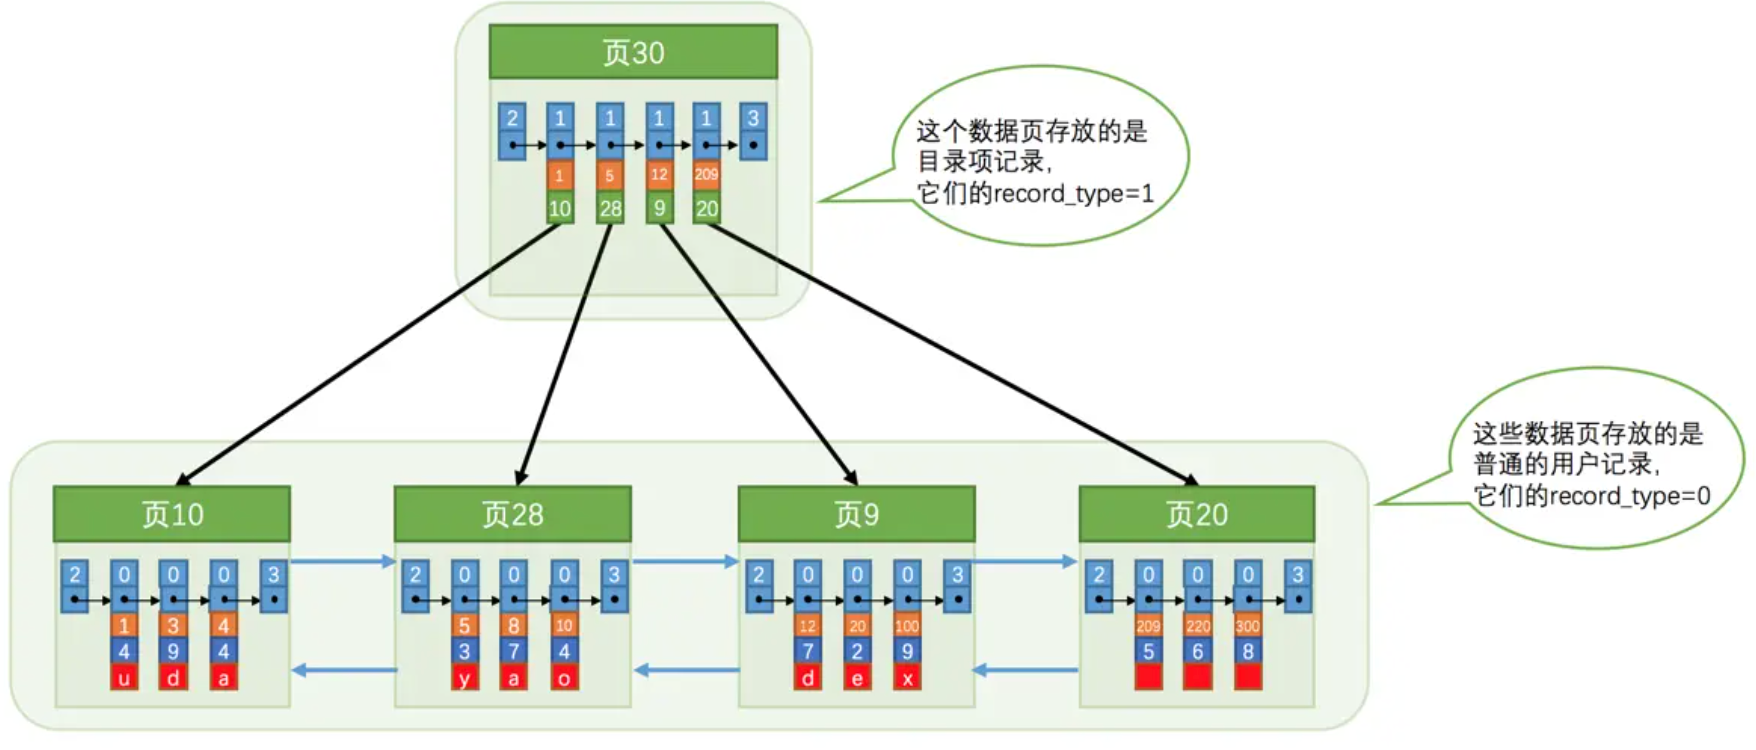 页30
2 1 1 1 1 3
1 5 12 209
10 28 9 20
这个数据页存放的是
目录项记录,
它们的record_type=1
这些数据页存放的是
普通的用户记录,
它们的record_type=0
页10
2 0 0 0 3
1 3 4
4 9 4
u d a
页28
2 0 0 0 3
5 8 10
3 7 4
y a o
页9
2 0 0 0 3
12 20 100
7 2 9
d e x
页20
2 0 0 0 3
209 220 300
5 6 8